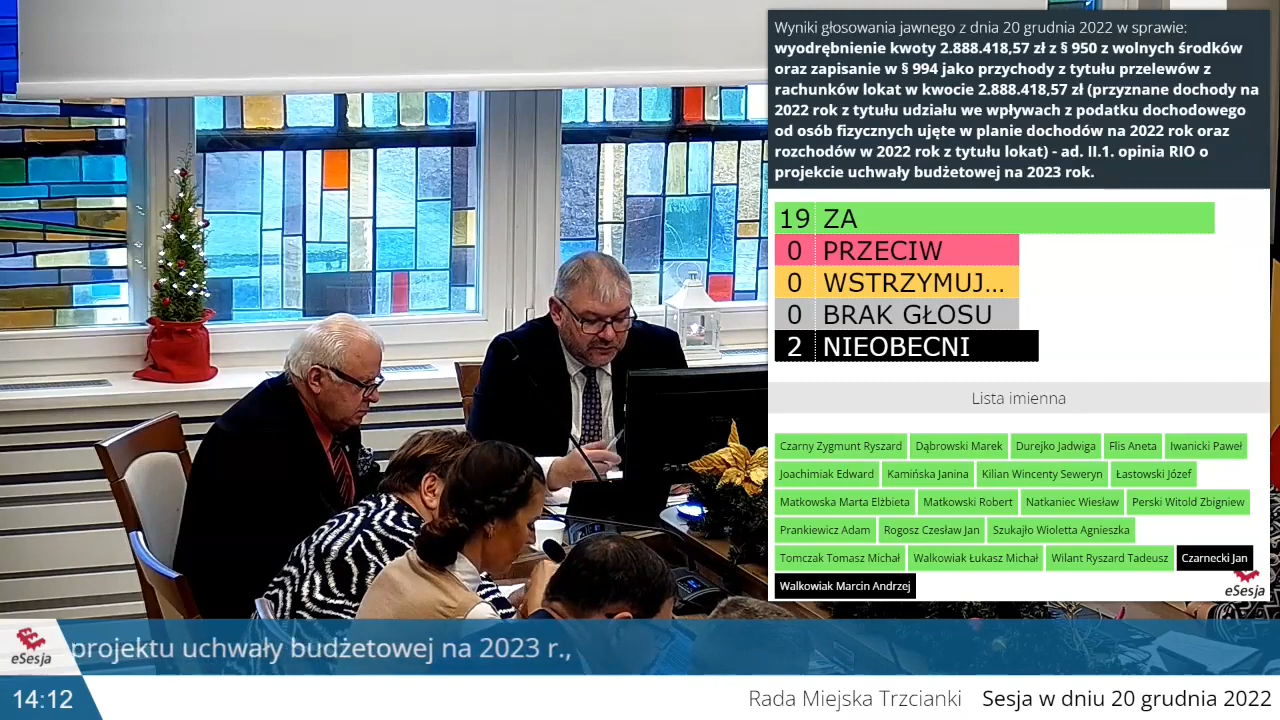 Wyniki głosowania jawnego z dnia 20 grudnia 2022 w sprawie:
wyodrębnienie kwoty 2.888.418,57 zł z § 950 z wolnych środków
oraz zapisanie w § 994 jako przychody z tytułu przelewów z
rachunków lokat w kwocie 2.888.418,57 zł (przyznane dochody na
2022 rok z tytułu udziału we wpływach z podatku dochodowego
od osób fizycznych ujęte w planie dochodów na 2022 rok oraz
rozchodów w 2022 rok z tytułu lokat) - ad. II.1. opinia RIO o
projekcie uchwały budżetowej na 2023 rok.
19 ZA
0 PRZECIW
0 WSTRZYMUJ...
0 BRAK GŁOSU
2 NIEOBECNI
Lista imienna
Czarny Zygmunt Ryszard Dąbrowski Marek Durejko Jadwiga Flis Aneta Iwanicki Paweł
Joachimiak Edward Kamińska Janina Kilian Wincenty Seweryn Łastowski Józef
Matkowska Marta Elżbieta Matkowski Robert Natkaniec Wiesław Perski Witold Zbigniew
Prankiewicz Adam Rogosz Czesław Jan Szukajło Wioletta Agnieszka
Tomczak Tomasz Michał Walkowiak Łukasz Michał Wilant Ryszard Tadeusz Czarnecki Jan
Walkowiak Marcin Andrzej
eSesja
eSesja
projektu uchwały budżetowej na 2023 r.,
14:12
Rada Miejska Trzcianki Sesja w dniu 20 grudnia 2022